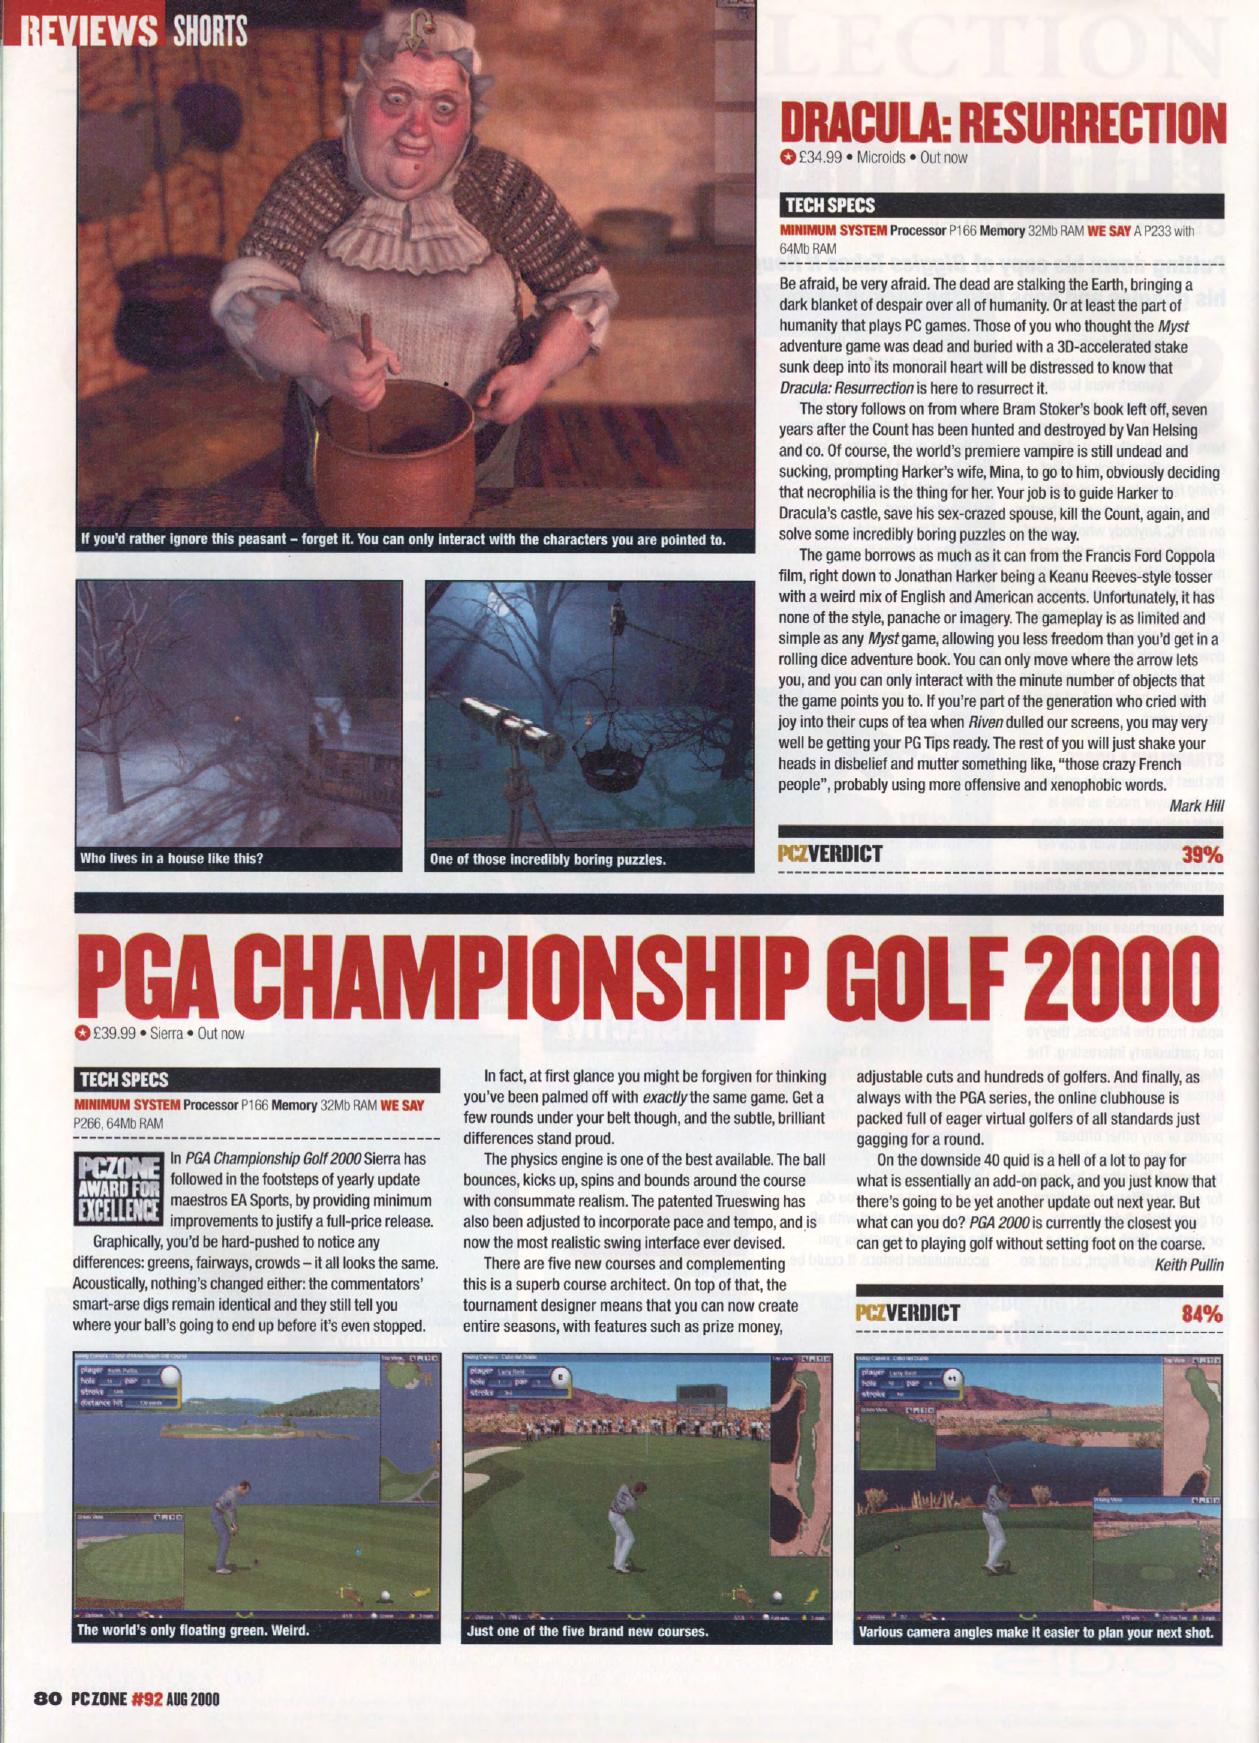 REVIEWS SHORTS
If you'd rather ignore this peasant – forget it. You can only interact with the characters you are pointed to.
Who lives in a house like this?
One of those incredibly boring puzzles.
DRACULA: RESURRECTION
£34.99 • Microids • Out now
TECH SPECS
MINIMUM SYSTEM Processor P166 Memory 32Mb RAM WE SAY A P233 with
64Mb RAM
Be afraid, be very afraid. The dead are stalking the Earth, bringing a
dark blanket of despair over all of humanity. Or at least the part of
humanity that plays PC games. Those of you who thought the Myst
adventure game was dead and buried with a 3D-accelerated stake
sunk deep into its monorail heart will be distressed to know that
Dracula: Resurrection is here to resurrect it.
The story follows on from where Bram Stoker's book left off, seven
years after the Count has been hunted and destroyed by Van Helsing
and co. Of course, the world's premiere vampire is still undead and
sucking, prompting Harker's wife, Mina, to go to him, obviously deciding
that necrophilia is the thing for her. Your job is to guide Harker to
Dracula's castle, save his sex-crazed spouse, kill the Count, again, and
solve some incredibly boring puzzles on the way.
The game borrows as much as it can from the Francis Ford Coppola
film, right down to Jonathan Harker being a Keanu Reeves-style tosser
with a weird mix of English and American accents. Unfortunately, it has
none of the style, panache or imagery. The gameplay is as limited and
simple as any Myst game, allowing you less freedom than you'd get in a
rolling dice adventure book. You can only move where the arrow lets
you, and you can only interact with the minute number of objects that
the game points you to. If you're part of the generation who cried with
joy into their cups of tea when Riven dulled our screens, you may very
well be getting your PG Tips ready. The rest of you will just shake your
heads in disbelief and mutter something like, "those crazy French
people", probably using more offensive and xenophobic words.
Mark Hill
PCZVERDICT 39%
PGA CHAMPIONSHIP GOLF 2000
£39.99 • Sierra • Out now
TECH SPECS
MINIMUM SYSTEM Processor P166 Memory 32Mb RAM WE SAY
P266, 64Mb RAM
PCZONE
AWARD FOR
EXCELLENCE
In PGA Championship Golf 2000 Sierra has
followed in the footsteps of yearly update
maestros EA Sports, by providing minimum
improvements to justify a full-price release.
Graphically, you'd be hard-pushed to notice any
differences: greens, fairways, crowds – it all looks the same.
Acoustically, nothing's changed either: the commentators'
smart-arse digs remain identical and they still tell you
where your ball's going to end up before it's even stopped.
In fact, at first glance you might be forgiven for thinking
you've been palmed off with exactly the same game. Get a
few rounds under your belt though, and the subtle, brilliant
differences stand proud.
The physics engine is one of the best available. The ball
bounces, kicks up, spins and bounds around the course
with consummate realism. The patented Trueswing has
also been adjusted to incorporate pace and tempo, and is
now the most realistic swing interface ever devised.
There are five new courses and complementing
this is a superb course architect. On top of that, the
tournament designer means that you can now create
entire seasons, with features such as prize money,
adjustable cuts and hundreds of golfers. And finally, as
always with the PGA series, the online clubhouse is
packed full of eager virtual golfers of all standards just
gagging for a round.
On the downside 40 quid is a hell of a lot to pay for
what is essentially an add-on pack, and you just know that
there's going to be yet another update out next year. But
what can you do? PGA 2000 is currently the closest you
can get to playing golf without setting foot on the coarse.
Keith Pullin
PCZVERDICT 84%
player
hole par
stroke
distance hit
The world's only floating green. Weird.
player
hole par
stroke
Just one of the five brand new courses.
player
hole par
stroke
+1
Various camera angles make it easier to plan your next shot.
80 PCZONE #92 AUG 2000